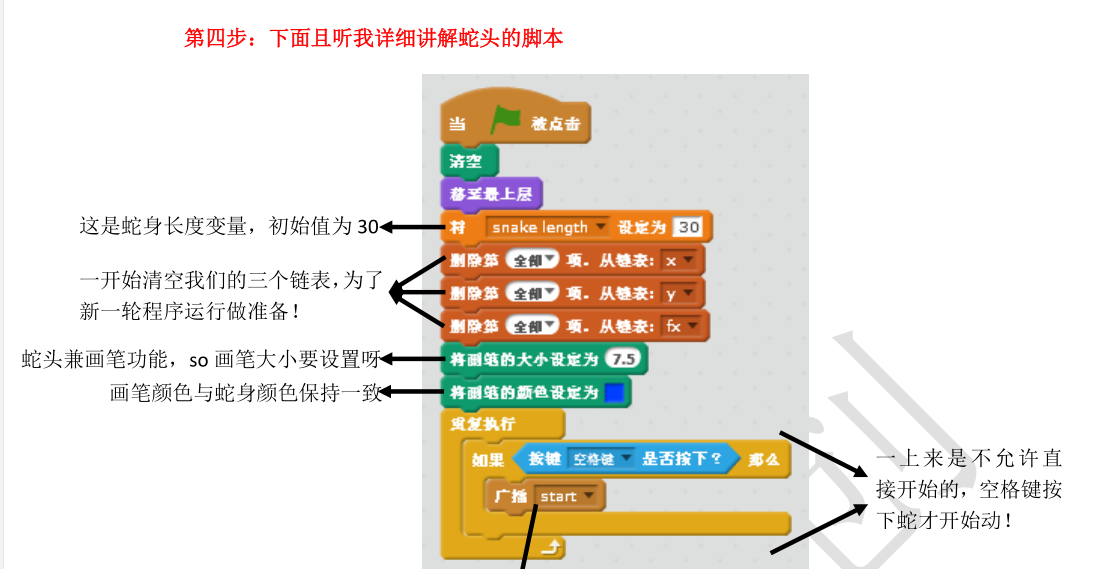 第四步：下面且听我详细讲解蛇头的脚本
当 被点击
清空
移至最上层
这是蛇身长度变量，初始值为 30
将 snake length 设定为 30
一开始清空我们的三个链表，为了
新一轮程序运行做准备！
删除第 全部 项。从链表: x
删除第 全部 项。从链表: y
删除第 全部 项。从链表: fx
蛇头兼画笔功能，so 画笔大小要设置呀
将画笔的大小设定为 7.5
画笔颜色与蛇身颜色保持一致
将画笔的颜色设定为
重复执行
如果 按键 空格键 是否按下？ 那么
广播 start
一上来是不允许直
接开始的，空格键按
下蛇才开始动！
创